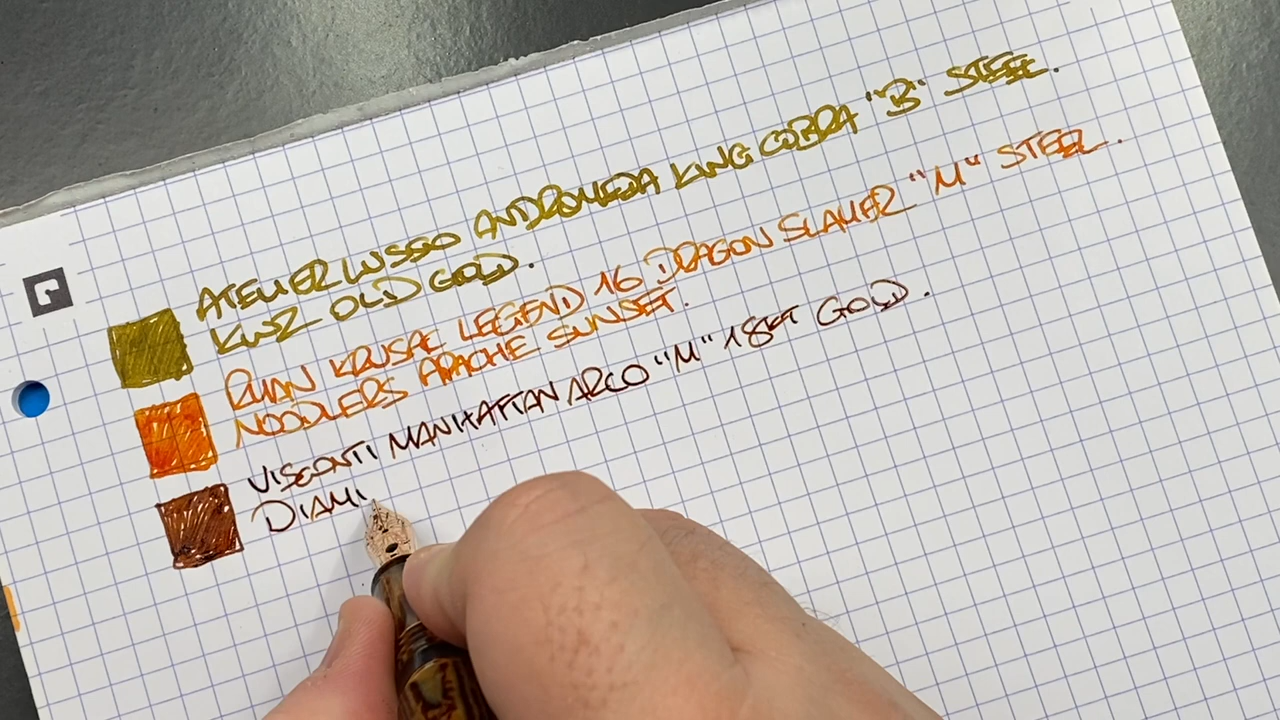 ATELIER LUSSO ANDROMEDA KING COBRA "B" STEEL.
KWZ OLD GOLD.
RYAN KRUSAC LEGEND 16 DRAGON SLAYER "M" STEEL.
NOODLERS APACHE SUNSET.
VISCONTI MANHATTAN ARCO "M" 18KT GOLD.
DIAMI